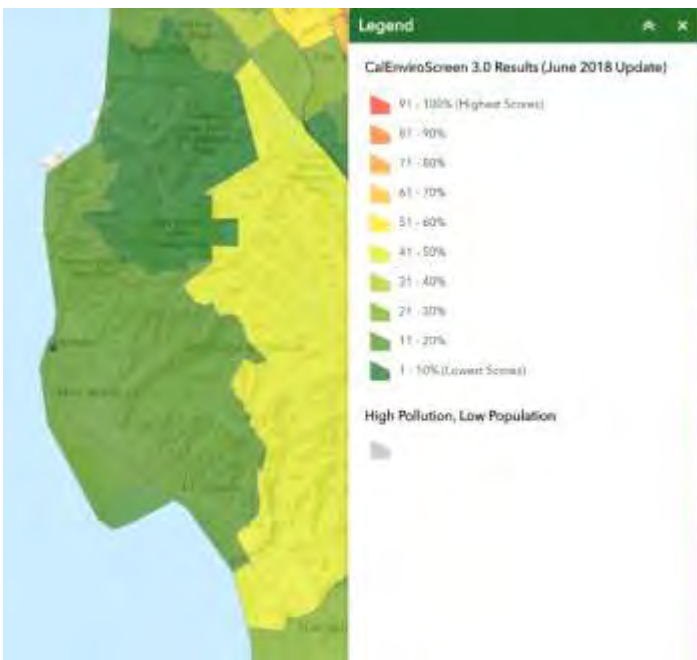 Legend
CalEnviroScreen 3.0 Results (June 2018 Update)
91 - 100% (Highest Scores)
81 - 90%
71 - 80%
61 - 70%
51 - 60%
41 - 50%
31 - 40%
21 - 30%
11 - 20%
1 - 10% (Lowest Scores)
High Pollution, Low Population